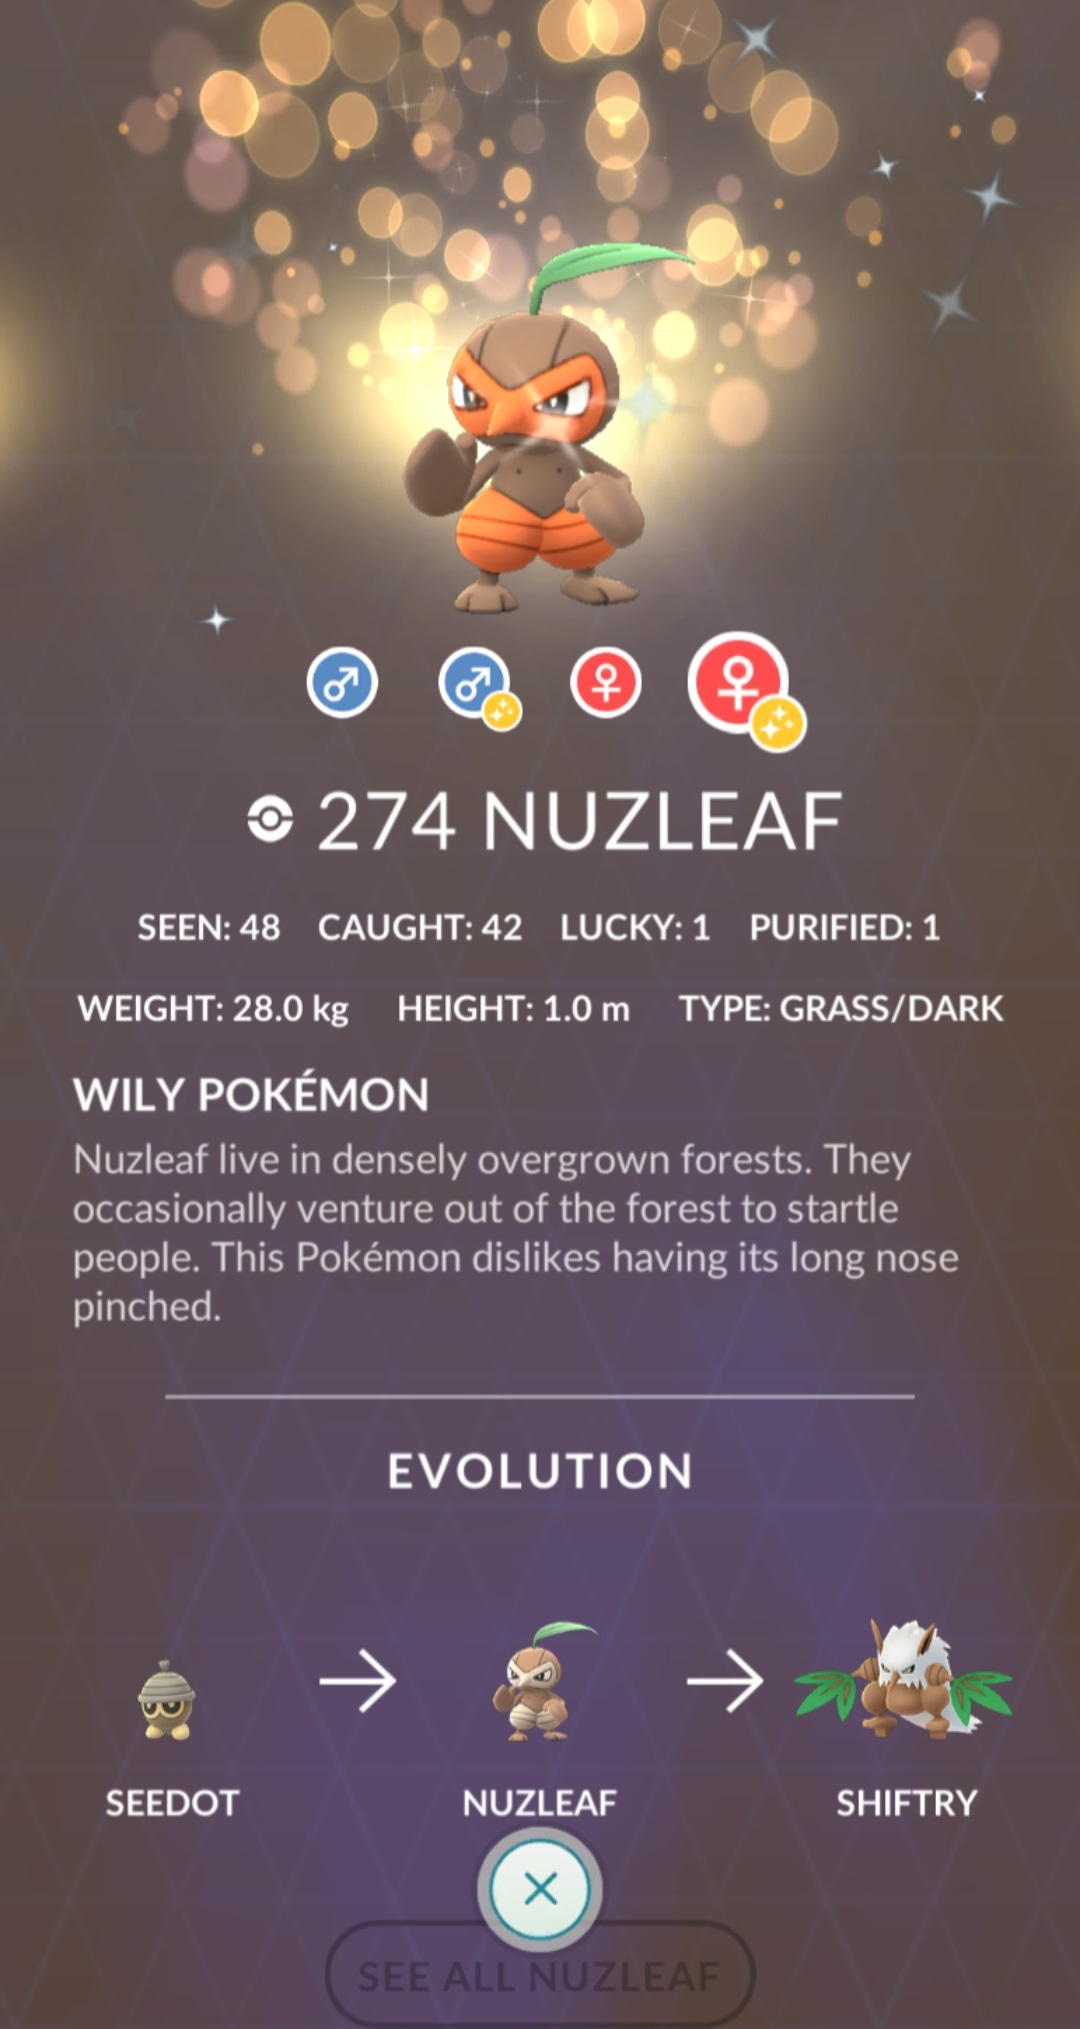 274 NUZLEAF
SEEN: 48 CAUGHT: 42 LUCKY: 1 PURIFIED: 1
WEIGHT: 28.0 kg HEIGHT: 1.0 m TYPE: GRASS/DARK
WILY POKÉMON
Nuzleaf live in densely overgrown forests. They
occasionally venture out of the forest to startle
people. This Pokémon dislikes having its long nose
pinched.
EVOLUTION
SEEDOT NUZLEAF SHIFTRY
SEE ALL NUZLEAF